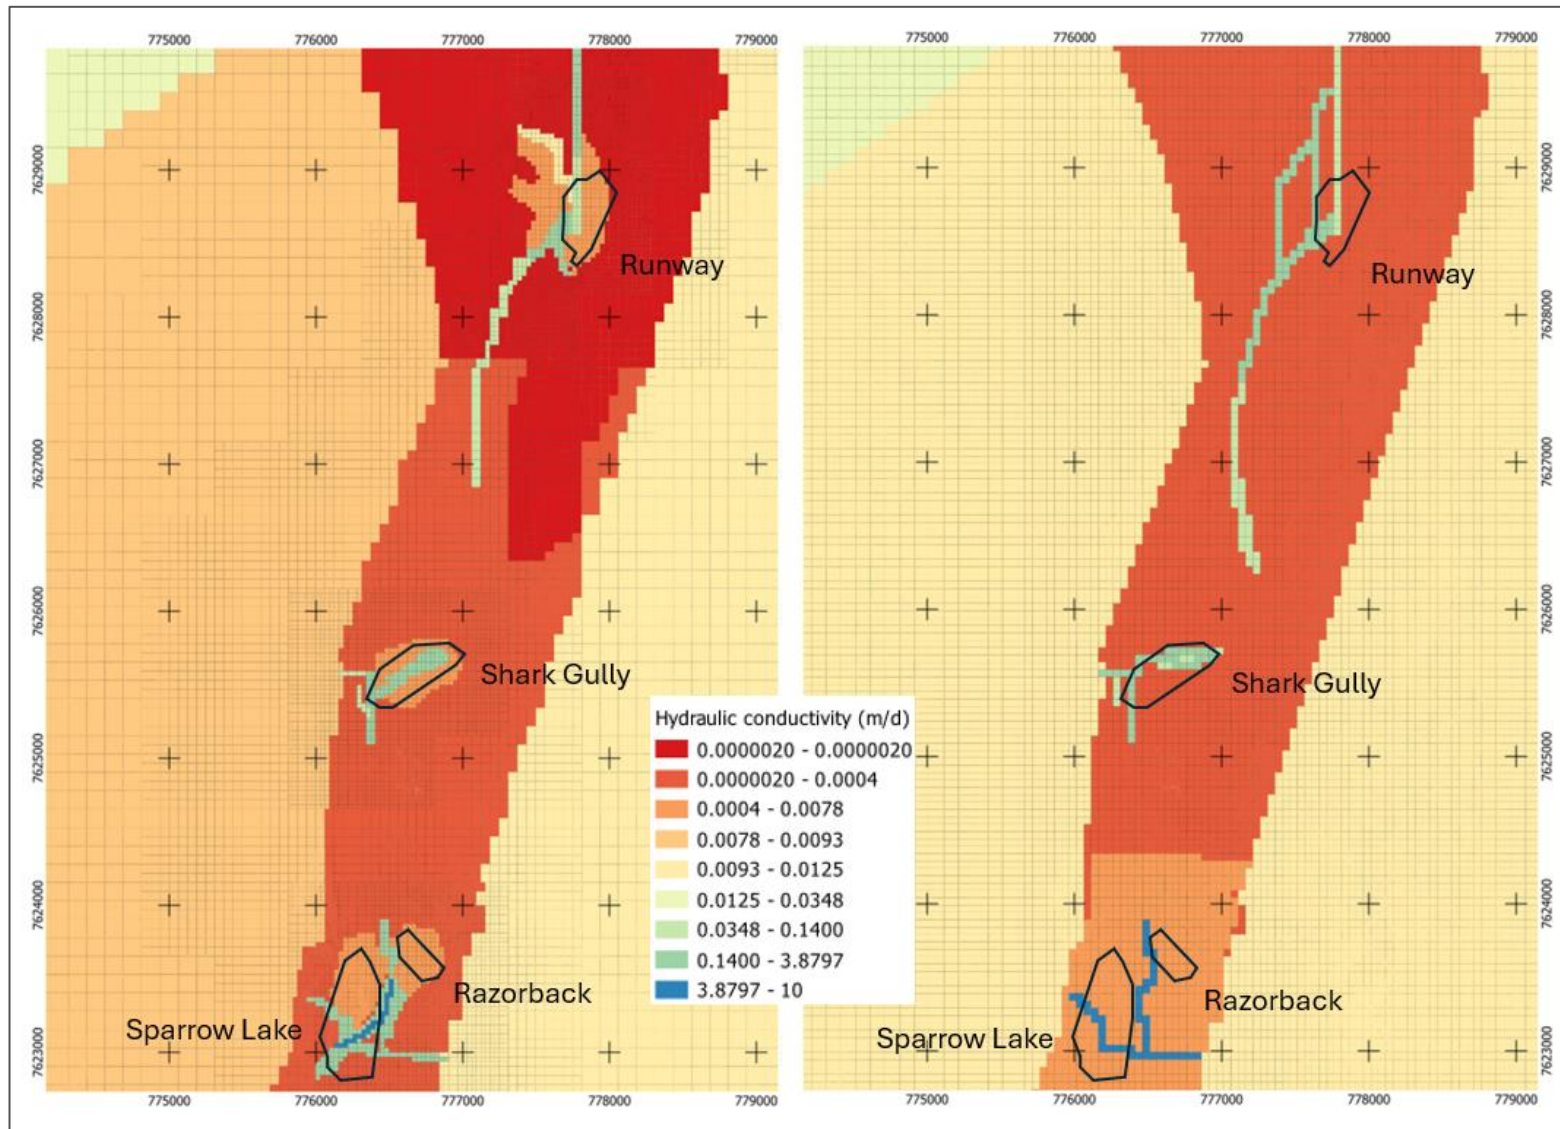 775000 776000 777000 778000 779000
775000 776000 777000 778000 779000
7629000
7629000
Runway
Runway
7628000
7628000
7627000
7627000
7626000
7626000
Shark Gully
Shark Gully
7625000
7625000
Hydraulic conductivity (m/d)
0.0000020 - 0.0000020
0.0000020 - 0.0004
0.0004 - 0.0078
0.0078 - 0.0093
0.0093 - 0.0125
0.0125 - 0.0348
0.0348 - 0.1400
0.1400 - 3.8797
3.8797 - 10
7624000
7624000
Razorback
Razorback
Sparrow Lake
Sparrow Lake
7623000
7623000
775000 776000 777000 778000 779000
775000 776000 777000 778000 779000